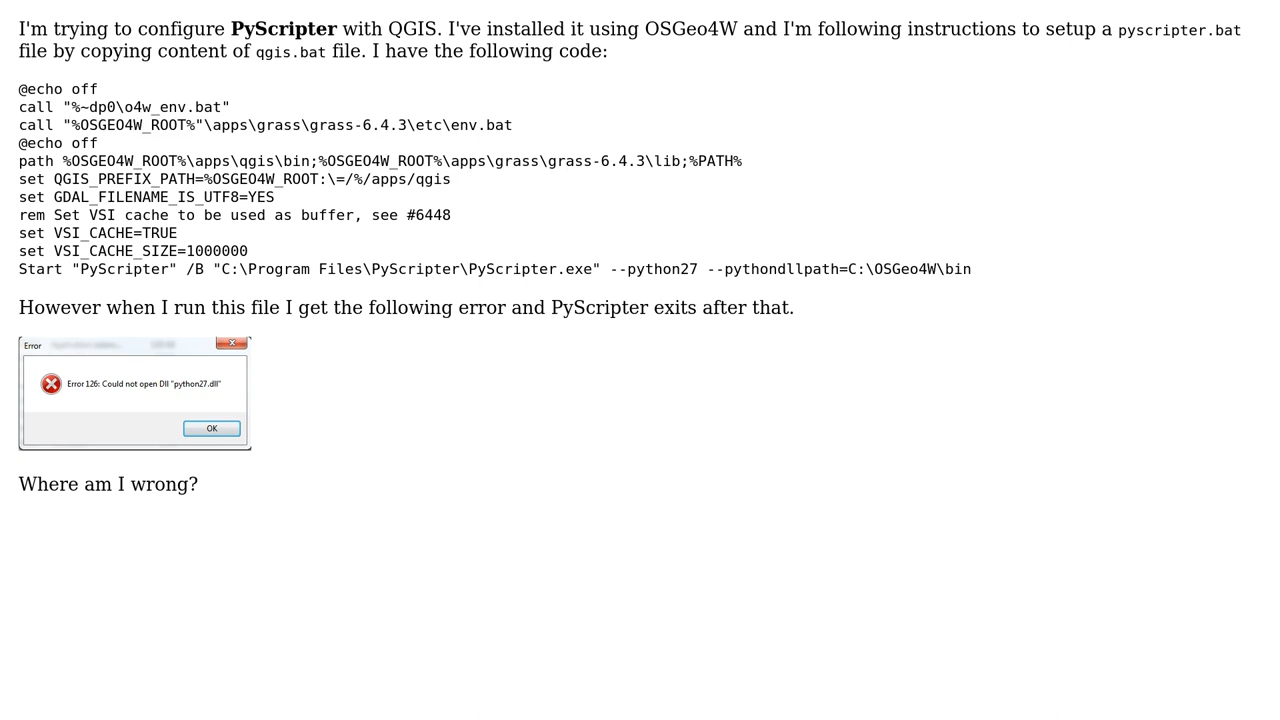 I'm trying to configure PyScripter with QGIS. I've installed it using OSGeo4W and I'm following instructions to setup a pyscripter.bat
file by copying content of qgis.bat file. I have the following code:
@echo off
call "%~dp0\o4w_env.bat"
call "%OSGEO4W_ROOT%"\apps\grass\grass-6.4.3\etc\env.bat
@echo off
path %OSGEO4W_ROOT%\apps\qgis\bin;%OSGEO4W_ROOT%\apps\grass\grass-6.4.3\lib;%PATH%
set QGIS_PREFIX_PATH=%OSGEO4W_ROOT:\=/%/apps/qgis
set GDAL_FILENAME_IS_UTF8=YES
rem Set VSI cache to be used as buffer, see #6448
set VSI_CACHE=TRUE
set VSI_CACHE_SIZE=1000000
Start "PyScripter" /B "C:\Program Files\PyScripter\PyScripter.exe" --python27 --pythondllpath=C:\OSGeo4W\bin
However when I run this file I get the following error and PyScripter exits after that.
Error
Error 126: Could not open Dll "python27.dll"
OK
Where am I wrong?